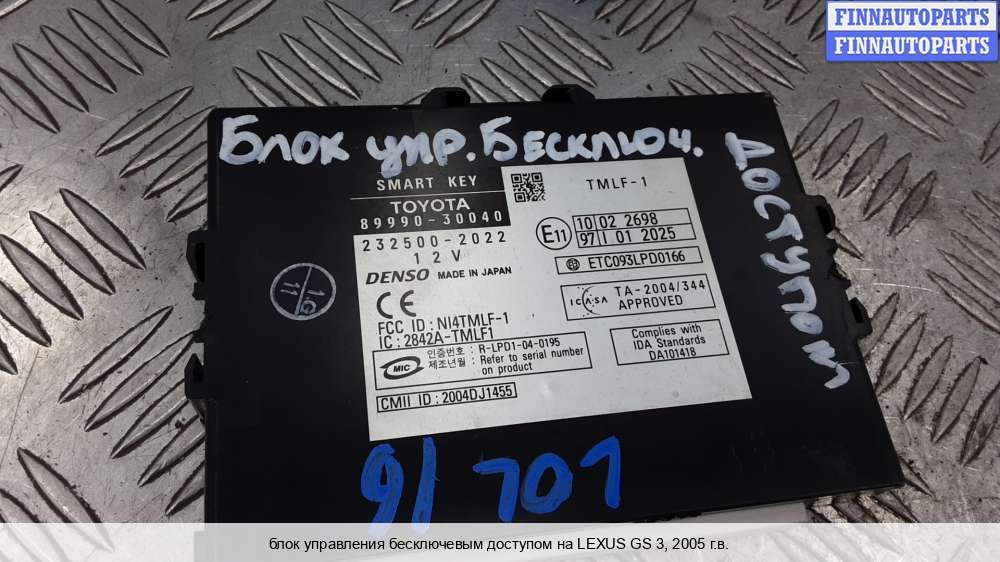 FINNAUTOPARTS
FINNAUTOPARTS
Блок упр. Бесключ.
Доступом
SMART KEY
TOYOTA
89990-30040
232500-2022
12V
DENSO MADE IN JAPAN
CE
FCC ID : NI4TMLF-1
IC : 2842A-TMLF1
MIC
인증번호 : R-LPD1-04-0195
제조년월 : Refer to serial number
on product
CMII ID : 2004DJ1455
TMLF-1
E11
10 02 2698
97 I 01 2025
ETC093LPD0166
ICASA
TA-2004/344
APPROVED
Complies with
IDA Standards
DA101418
1.G
11
91 701
блок управления бесключевым доступом на LEXUS GS 3, 2005 г.в.